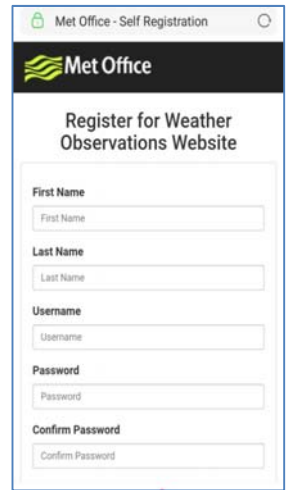 Met Office - Self Registration
Met Office
Register for Weather
Observations Website
First Name
First Name
Last Name
Last Name
Username
Username
Password
Password
Confirm Password
Confirm Password